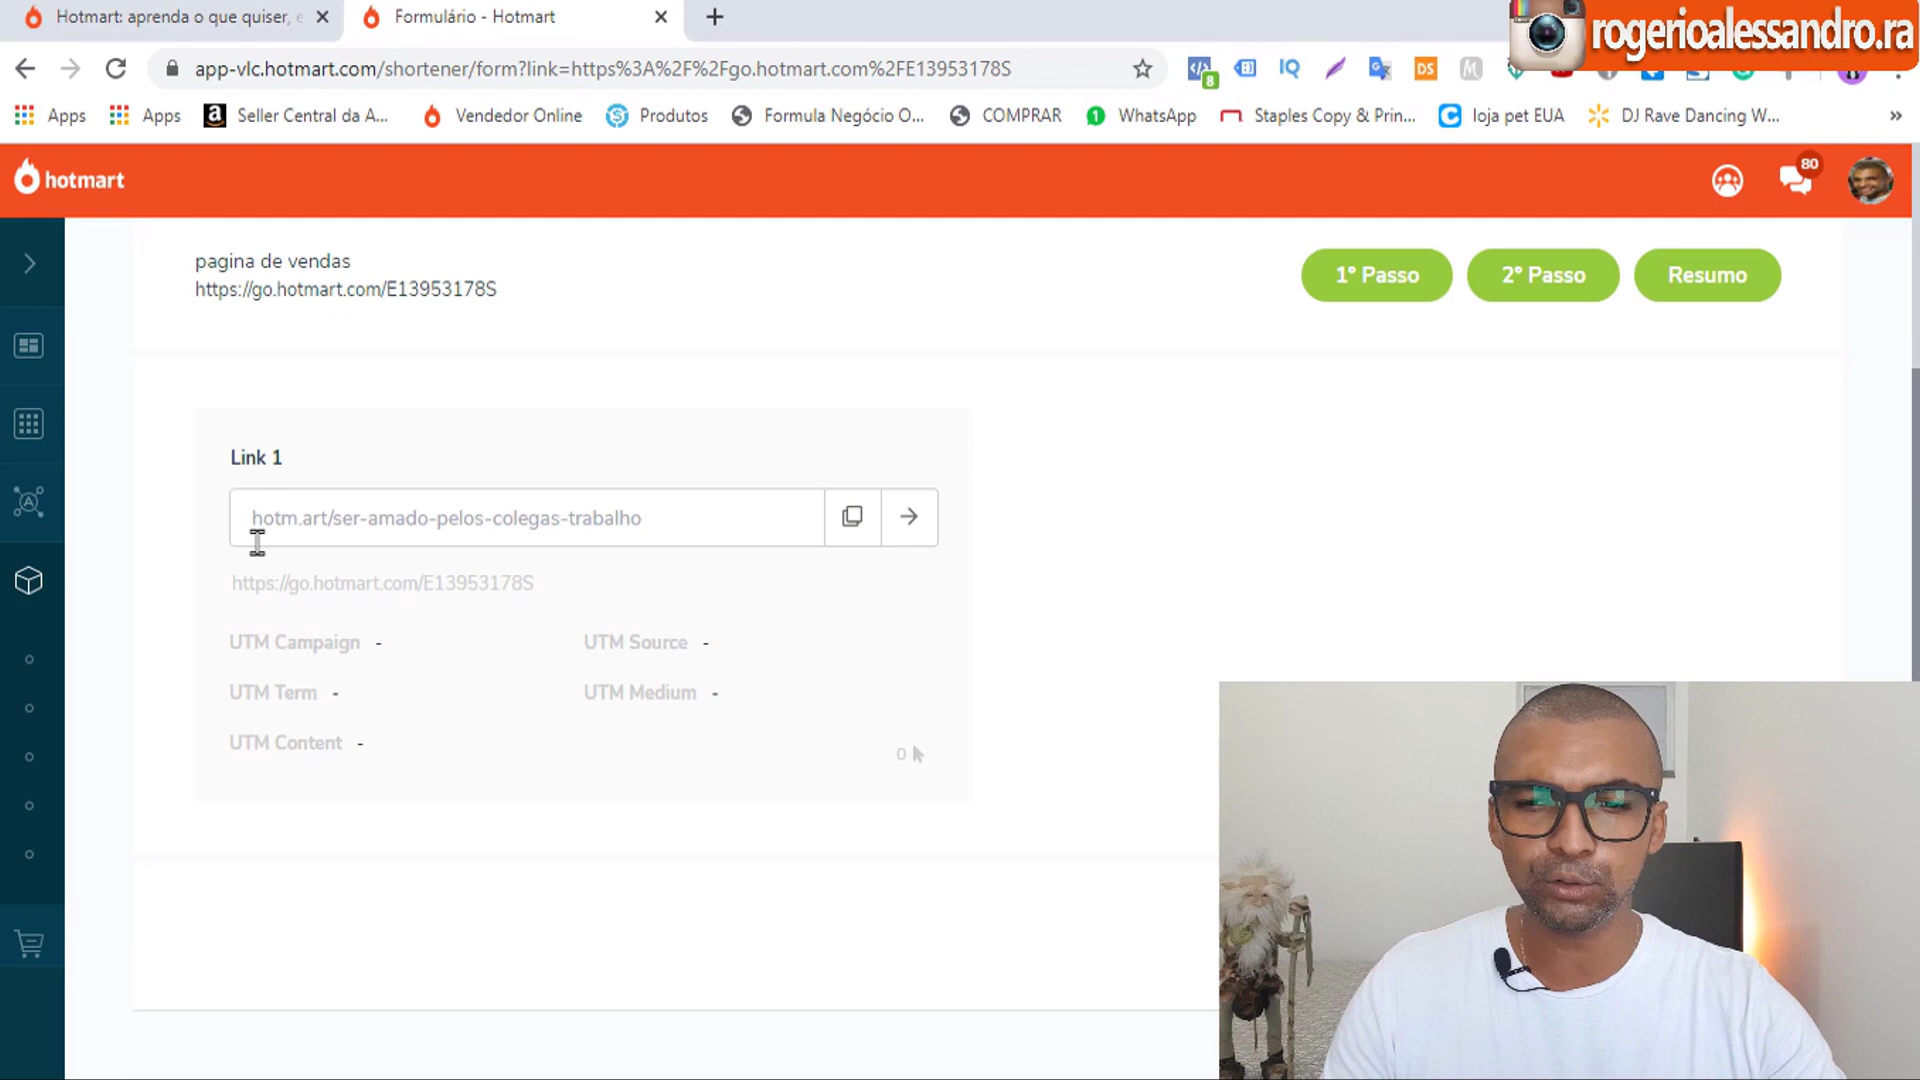 Hotmart: aprenda o que quiser, e
Formulário - Hotmart
rogerioalessandro.ra
app-vlc.hotmart.com/shortener/form?link=https%3A%2F%2Fgo.hotmart.com%2FE13953178S
8
IQ
DS
M
Apps
Apps
a
Seller Central da A...
Vendedor Online
Produtos
Formula Negócio O...
COMPRAR
1
WhatsApp
Staples Copy & Prin...
loja pet EUA
DJ Rave Dancing W...
»
hotmart
80
pagina de vendas
https://go.hotmart.com/E13953178S
1° Passo
2° Passo
Resumo
Link 1
hotm.art/ser-amado-pelos-colegas-trabalho
https://go.hotmart.com/E13953178S
UTM Campaign -
UTM Source -
UTM Term -
UTM Medium -
UTM Content -
0